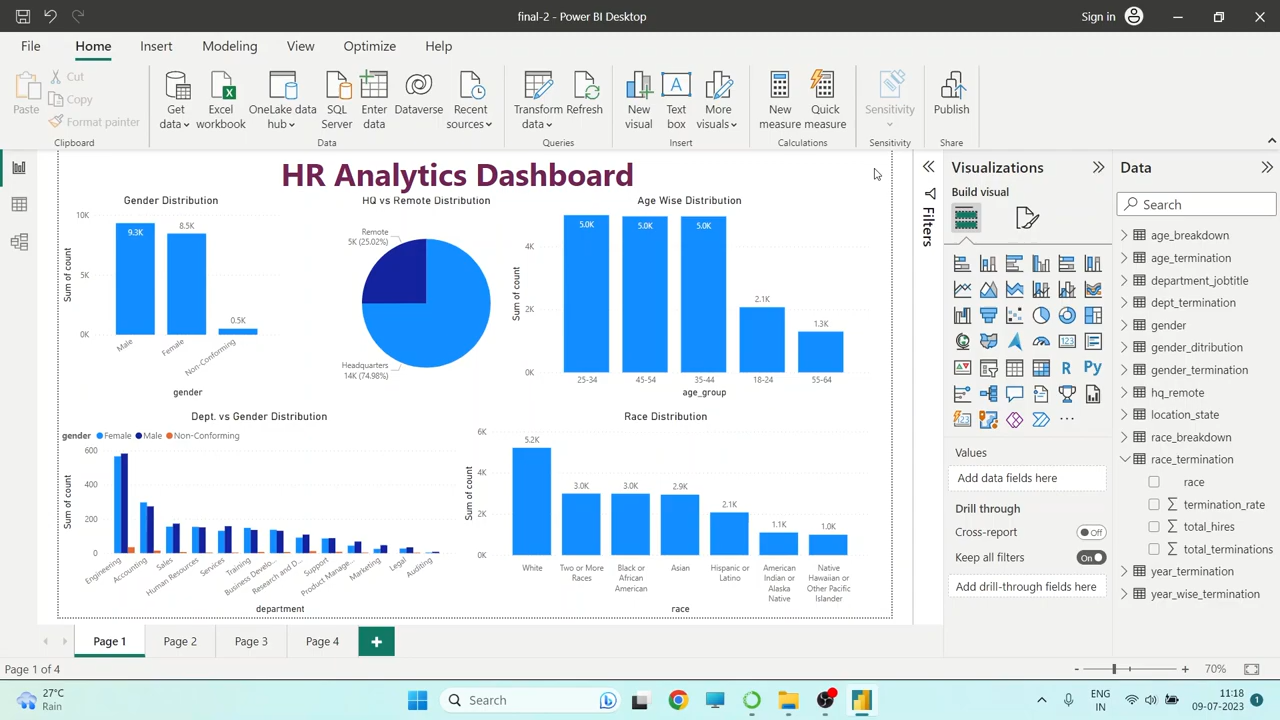 final-2 - Power BI Desktop
Sign in
File Home Insert Modeling View Optimize Help
Paste
Cut
Copy
Format painter
Clipboard
Get data
Excel workbook
OneLake data hub
SQL Server
Enter data
Dataverse
Recent sources
Data
Transform data
Refresh
Queries
New visual
Text box
More visuals
Insert
New measure
Quick measure
Calculations
Sensitivity
Sensitivity
Publish
Share
HR Analytics Dashboard
Gender Distribution
10K
5K
0K
Sum of count
9.3K
8.5K
0.5K
Male
Female
Non-Conforming
gender
HQ vs Remote Distribution
Remote
5K (25.02%)
Headquarters
14K (74.98%)
Age Wise Distribution
4K
2K
0K
Sum of count
5.0K
5.0K
5.0K
2.1K
1.3K
25-34
45-54
35-44
18-24
55-64
age_group
Dept. vs Gender Distribution
gender Female Male Non-Conforming
600
400
200
0
Sum of count
Engineering
Accounting
Sales
Human Resources
Services
Training
Business Develo...
Research and D...
Support
Product Manage...
Marketing
Legal
Auditing
department
Race Distribution
6K
4K
2K
0K
Sum of count
5.2K
3.0K
3.0K
2.9K
2.1K
1.1K
1.0K
White
Two or More
Races
Black or
African
American
Asian
Hispanic or
Latino
American
Indian or
Alaska
Native
Native
Hawaiian or
Other Pacific
Islander
race
Filters
Visualizations
Build visual
R
Py
Values
Add data fields here
Drill through
Cross-report
Off
Keep all filters
On
Add drill-through fields here
Data
Search
age_breakdown
age_termination
department_jobtitle
dept_termination
gender
gender_ditribution
gender_termination
hq_remote
location_state
race_breakdown
race_termination
race
termination_rate
total_hires
total_terminations
year_termination
year_wise_termination
Page 1 Page 2 Page 3 Page 4 +
Page 1 of 4
- + 70%
27°C
Rain
Search
ENG
IN
11:18
09-07-2023
1